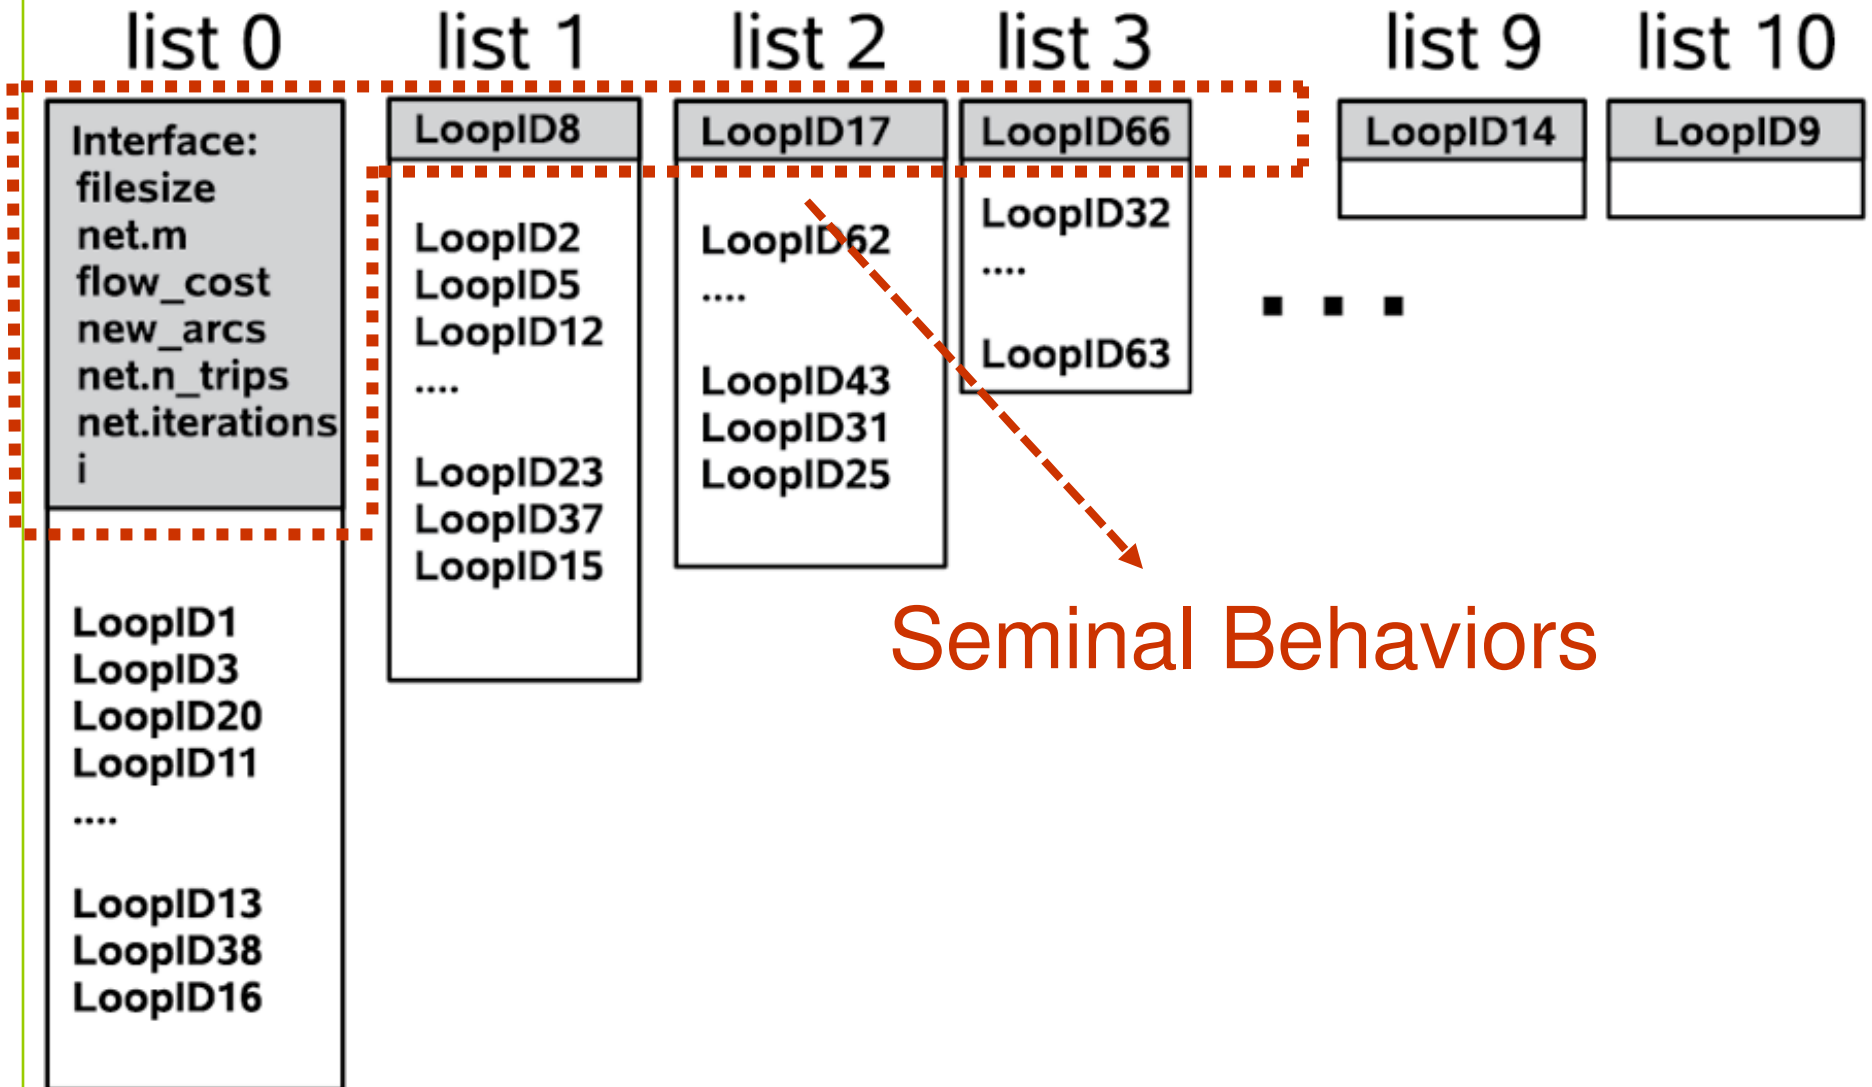 list 0
Interface:
filesize
net.m
flow_cost
new_arcs
net.n_trips
net.iterations
i
LoopID1
LoopID3
LoopID20
LoopID11
....
LoopID13
LoopID38
LoopID16
list 1
LoopID8
LoopID2
LoopID5
LoopID12
....
LoopID23
LoopID37
LoopID15
list 2
LoopID17
LoopID62
....
LoopID43
LoopID31
LoopID25
list 3
LoopID66
LoopID32
....
LoopID63
. . .
list 9
LoopID14
list 10
LoopID9
Seminal Behaviors